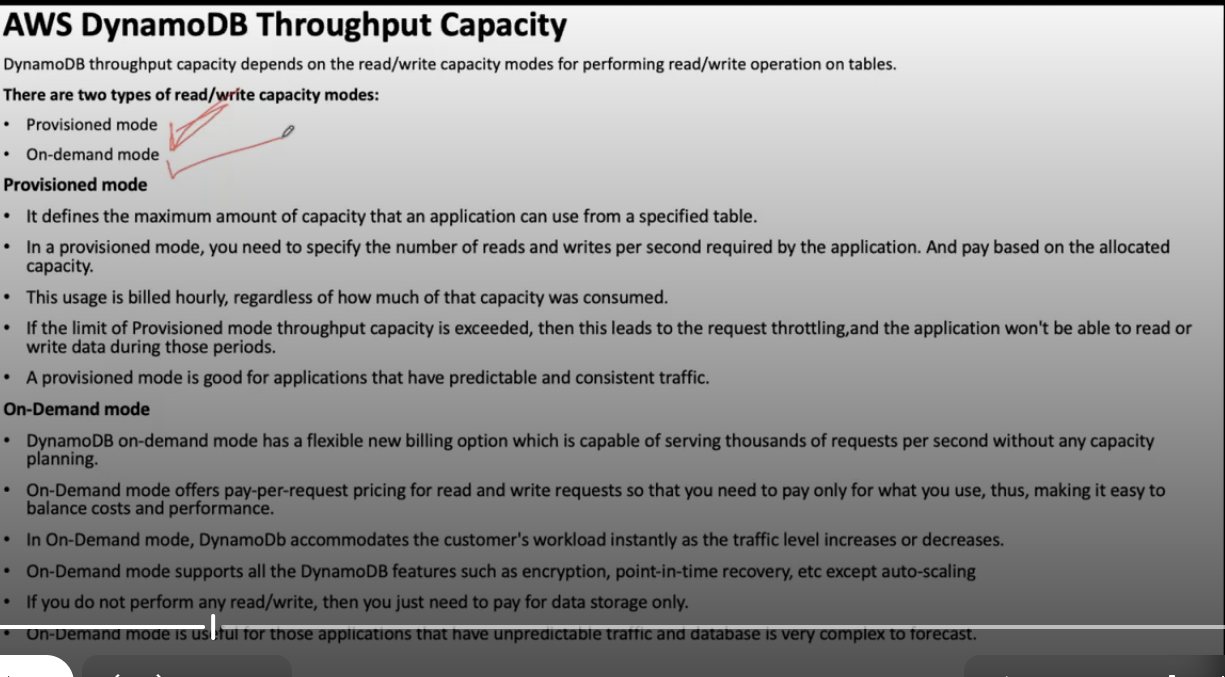 AWS DynamoDB Throughput Capacity
DynamoDB throughput capacity depends on the read/write capacity modes for performing read/write operation on tables.
There are two types of read/write capacity modes:
• Provisioned mode
• On-demand mode
Provisioned mode
• It defines the maximum amount of capacity that an application can use from a specified table.
• In a provisioned mode, you need to specify the number of reads and writes per second required by the application. And pay based on the allocated
capacity.
• This usage is billed hourly, regardless of how much of that capacity was consumed.
• If the limit of Provisioned mode throughput capacity is exceeded, then this leads to the request throttling,and the application won't be able to read or
write data during those periods.
• A provisioned mode is good for applications that have predictable and consistent traffic.
On-Demand mode
• DynamoDB on-demand mode has a flexible new billing option which is capable of serving thousands of requests per second without any capacity
planning.
• On-Demand mode offers pay-per-request pricing for read and write requests so that you need to pay only for what you use, thus, making it easy to
balance costs and performance.
• In On-Demand mode, DynamoDb accommodates the customer's workload instantly as the traffic level increases or decreases.
• On-Demand mode supports all the DynamoDB features such as encryption, point-in-time recovery, etc except auto-scaling
• If you do not perform any read/write, then you just need to pay for data storage only.
• On-Demand mode is useful for those applications that have unpredictable traffic and database is very complex to forecast.